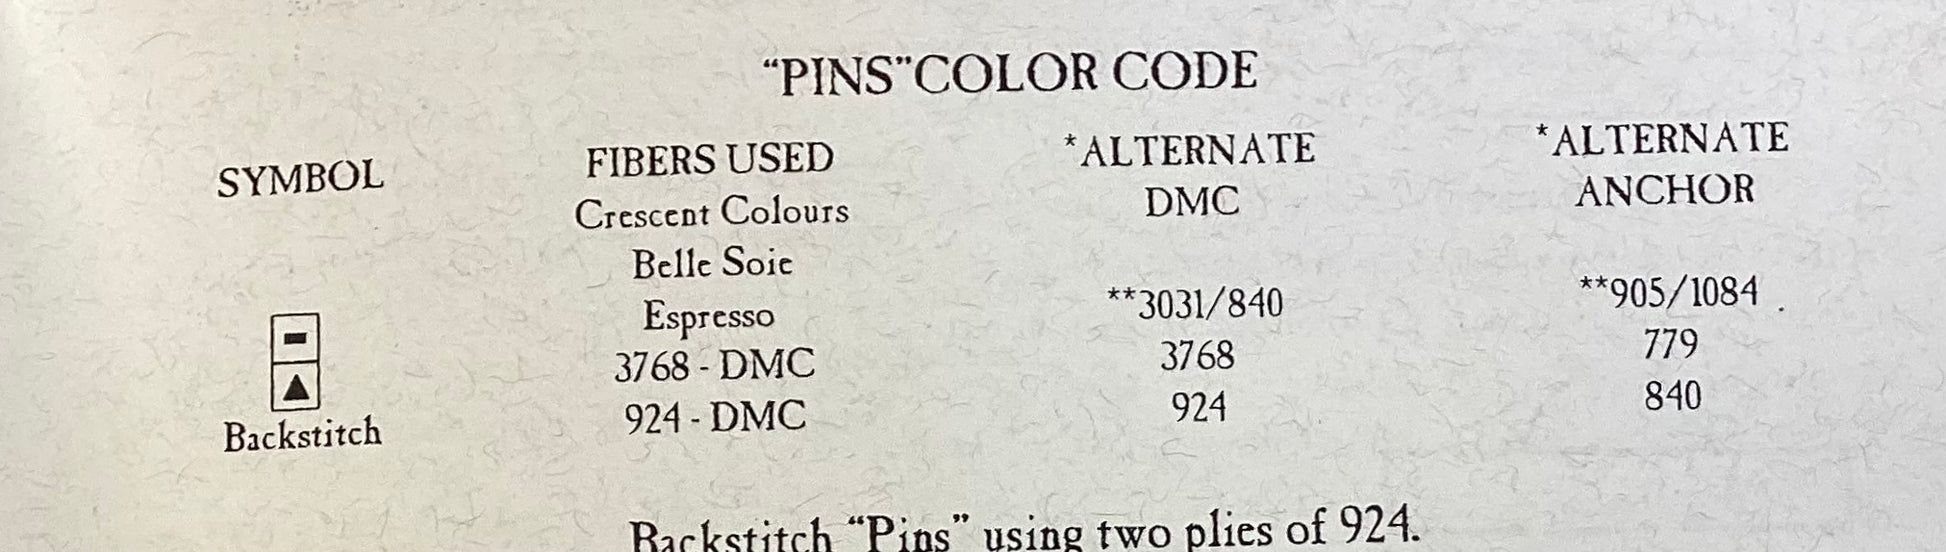 "PINS"COLOR CODE
SYMBOL FIBERS USED *ALTERNATE *ALTERNATE
Crescent Colours DMC ANCHOR
Belle Soie
Espresso **3031/840 **905/1084
3768 - DMC 3768 779
924 - DMC 924 840
Backstitch
Backstitch "Pins" using two plies of 924.